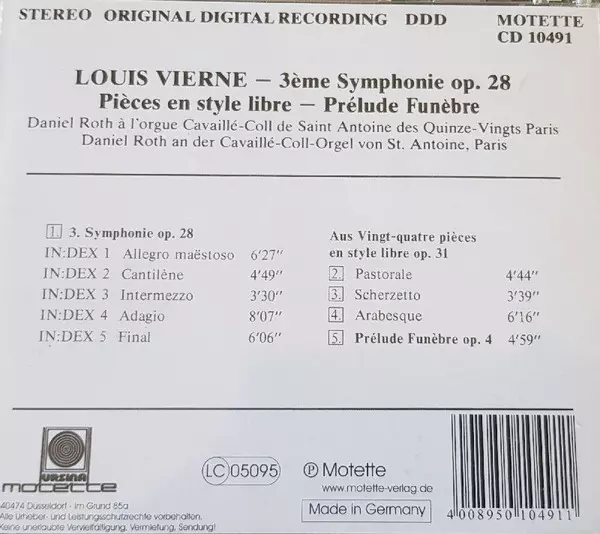 STEREO ORIGINAL DIGITAL RECORDING DDD MOTETTE
CD 10491
LOUIS VIERNE – 3ème Symphonie op. 28
Pièces en style libre – Prélude Funèbre
Daniel Roth à l'orgue Cavaillé-Coll de Saint Antoine des Quinze-Vingts Paris
Daniel Roth an der Cavaillé-Coll-Orgel von St. Antoine, Paris
1. 3. Symphonie op. 28
IN:DEX 1 Allegro maëstoso 6'27"
IN:DEX 2 Cantilène 4'49"
IN:DEX 3 Intermezzo 3'30"
IN:DEX 4 Adagio 8'07"
IN:DEX 5 Final 6'06"
Aus Vingt-quatre pièces
en style libre op. 31
2. Pastorale 4'44"
3. Scherzetto 3'39"
4. Arabesque 6'16"
5. Prélude Funèbre op. 4 4'59"
URSINA
motette
40474 Düsseldorf - im Grund 85a
Alle Urheber- und Leistungsschutzrechte vorbehalten.
Keine unerlaubte Vervielfältigung, Vermietung, Sendung!
LC 05095
℗ Motette
www.motette-verlag.de
Made in Germany
4 008950 104911